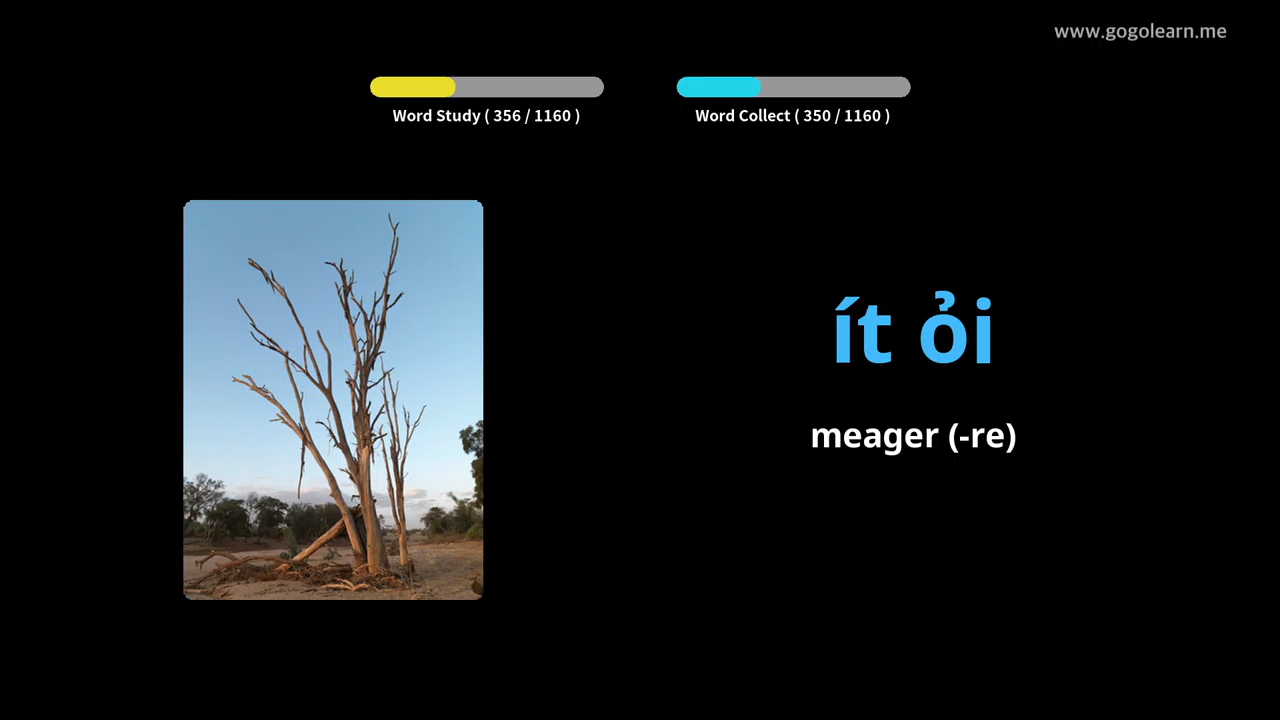 www.gogolearn.me
Word Study ( 356 / 1160 )
Word Collect ( 350 / 1160 )
ít ỏi
meager (-re)